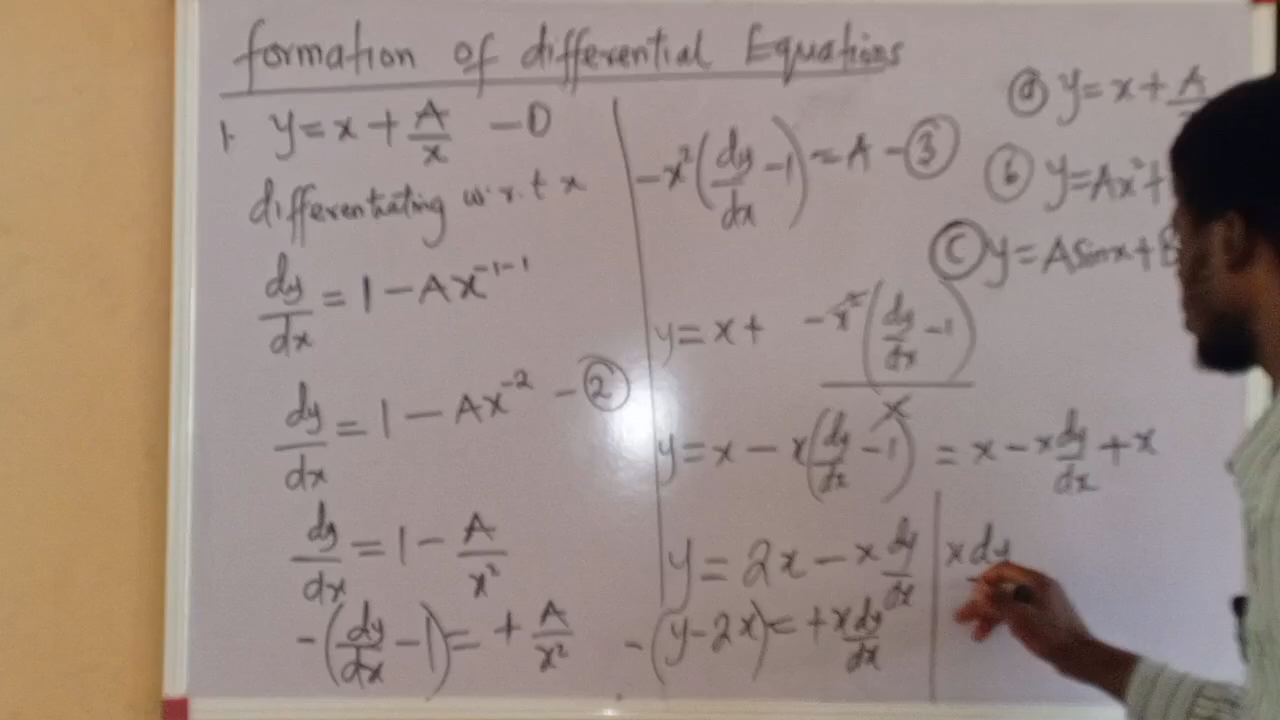 formation of differential Equations
1. y = x + A/x - ①
differentiating w.r.t x
dy/dx = 1 - Ax^-1-1
dy/dx = 1 - Ax^-2 - ②
dy/dx = 1 - A/x²
-(dy/dx - 1) = + A/x²
-x²(dy/dx - 1) = A - ③
y = x + -x²(dy/dx - 1)/x
y = x - x(dy/dx - 1) = x - x dy/dx + x
y = 2x - x dy/dx
-(y - 2x) = + x dy/dx
x dy
ⓐ y = x + A
ⓑ y = Ax² +
ⓒ y = A sin x + B